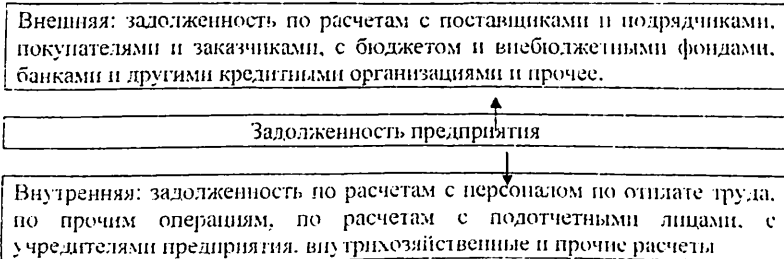 Внешняя: задолженность по расчетам с поставщиками и подрядчиками,
покупателями и заказчиками, с бюджетом и внебюджетными фондами,
банками и другими кредитными организациями и прочее.
Задолженность предприятия
Внутренняя: задолженность по расчетам с персоналом по оплате труда,
по прочим операциям, по расчетам с подотчетными лицами, с
учредителями предприятия, внутрихозяйственные и прочие расчеты